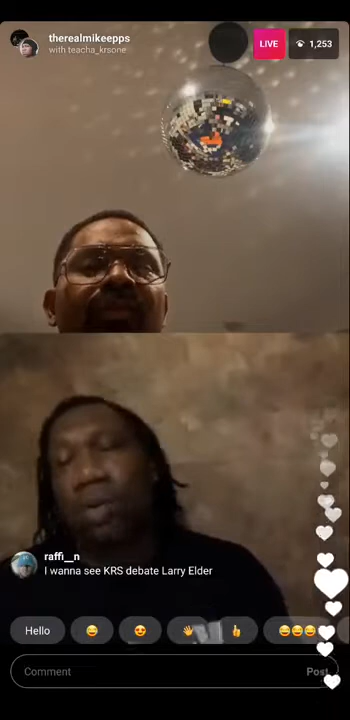 therealmikeepps
with teacha_krsone
LIVE
1,253
raffi__n
I wanna see KRS debate Larry Elder
Hello
Comment
Post